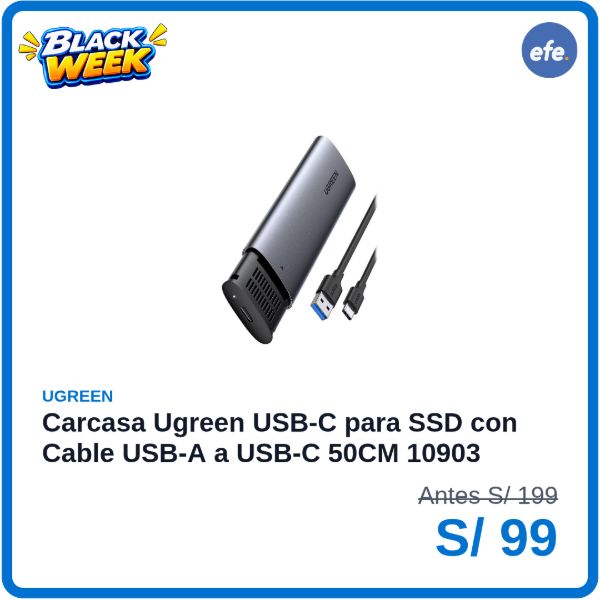 BLACK
WEEK
efe.
UGREEN
UGREEN
Carcasa Ugreen USB-C para SSD con
Cable USB-A a USB-C 50CM 10903
Antes S/ 199
S/ 99